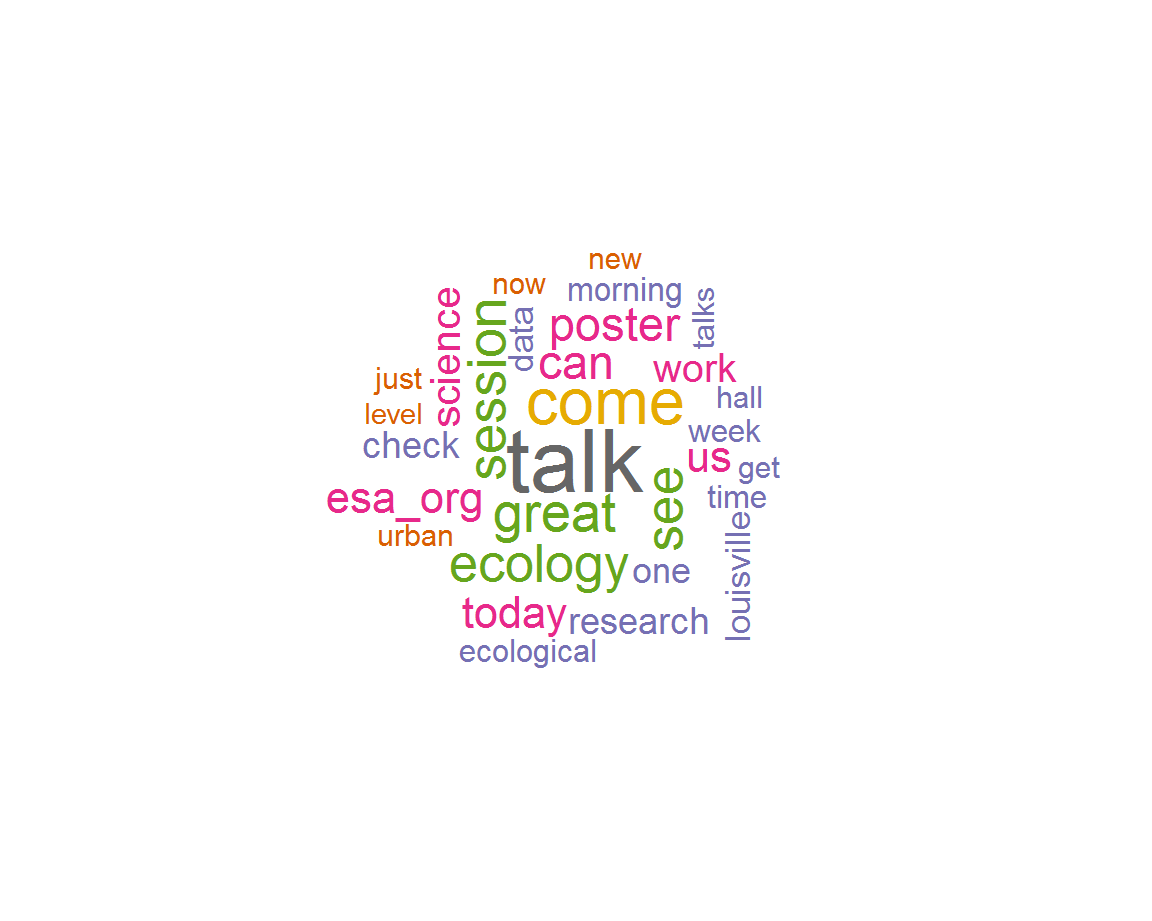 new
now
morning
talks
science
session
data
poster
can
work
just
come
hall
level
week
check
talk
us
get
esa_org
great
see
time
urban
louisville
ecology
one
today
research
ecological